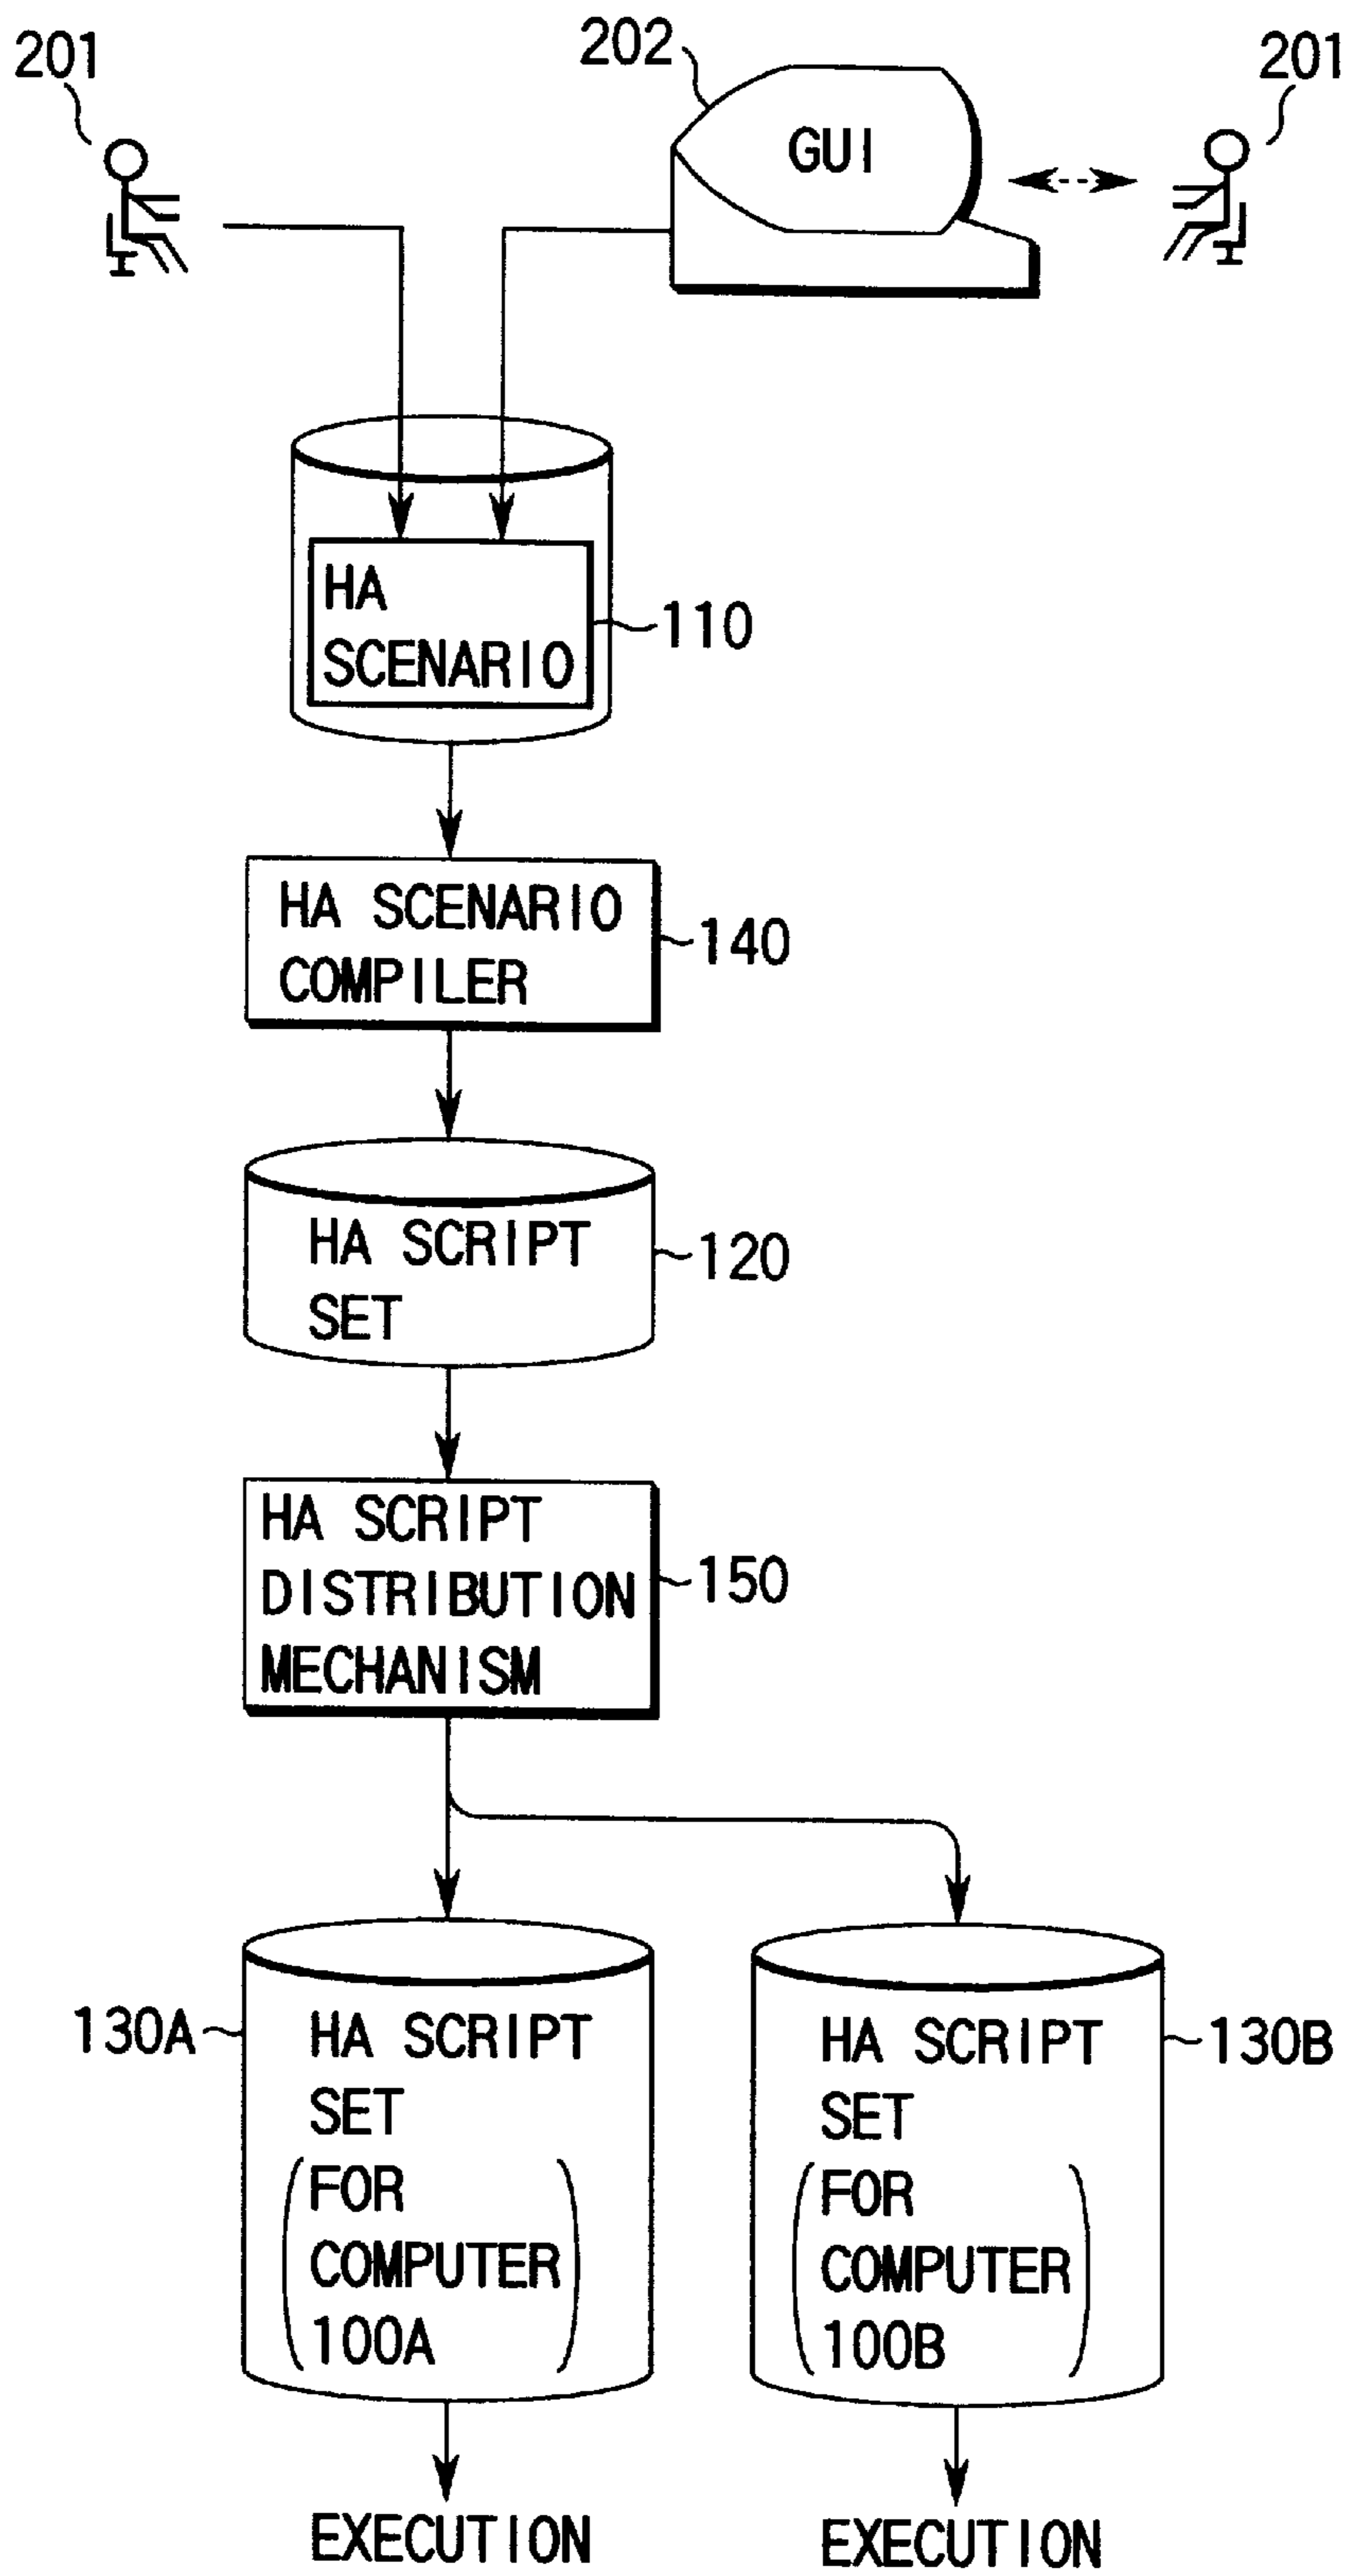 201
202
201
GUI
HA
SCENARIO
110
HA SCENARIO
COMPILER
140
HA SCRIPT
SET
120
HA SCRIPT
DISTRIBUTION
MECHANISM
150
130A
HA SCRIPT
SET
(FOR
COMPUTER
100A)
HA SCRIPT
SET
(FOR
COMPUTER
100B)
130B
EXECUTION
EXECUTION